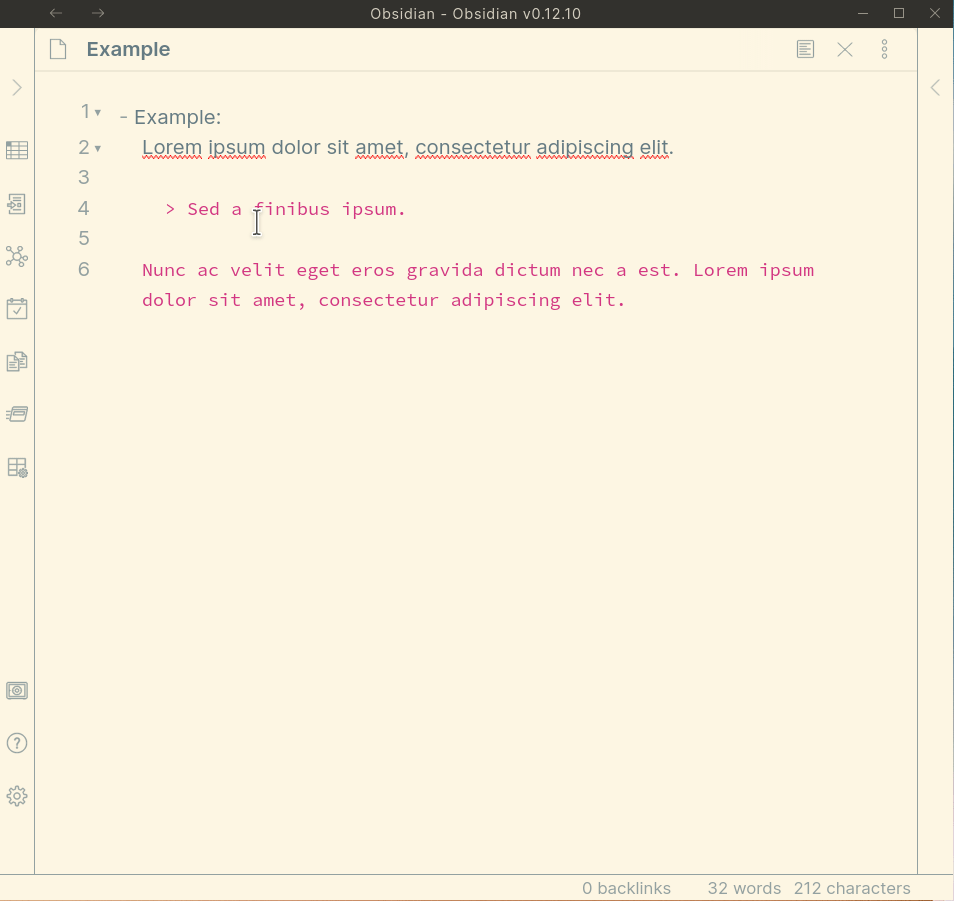 Obsidian - Obsidian v0.12.10
Example
1 - Example:
2 Lorem ipsum dolor sit amet, consectetur adipiscing elit.
3
4 > Sed a finibus ipsum.
5
6 Nunc ac velit eget eros gravida dictum nec a est. Lorem ipsum
dolor sit amet, consectetur adipiscing elit.
0 backlinks 32 words 212 characters